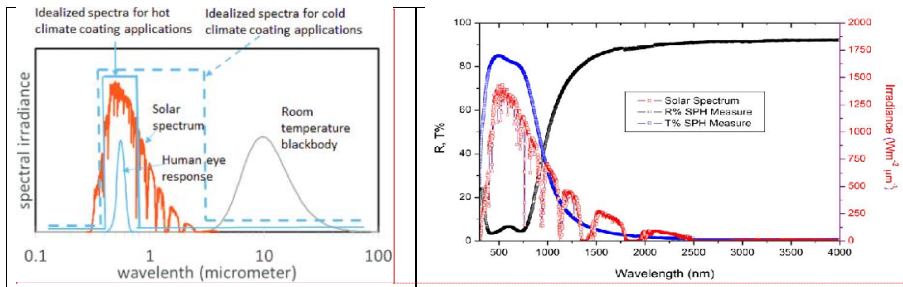 Idealized spectra for hot
climate coating applications
Idealized spectra for cold
climate coating applications
spectral irradiance
Solar
spectrum
Human eye
response
Room
temperature
blackbody
0.1
1
10
100
wavelenth (micrometer)
100
80
60
40
20
0
R, T%
Solar Spectrum
R% SPH Measure
T% SPH Measure
2000
1750
1500
1250
1000
750
500
250
0
Irradiance (Wm-2 μm-1)
500
1000
1500
2000
2500
3000
3500
4000
Wavelength (nm)